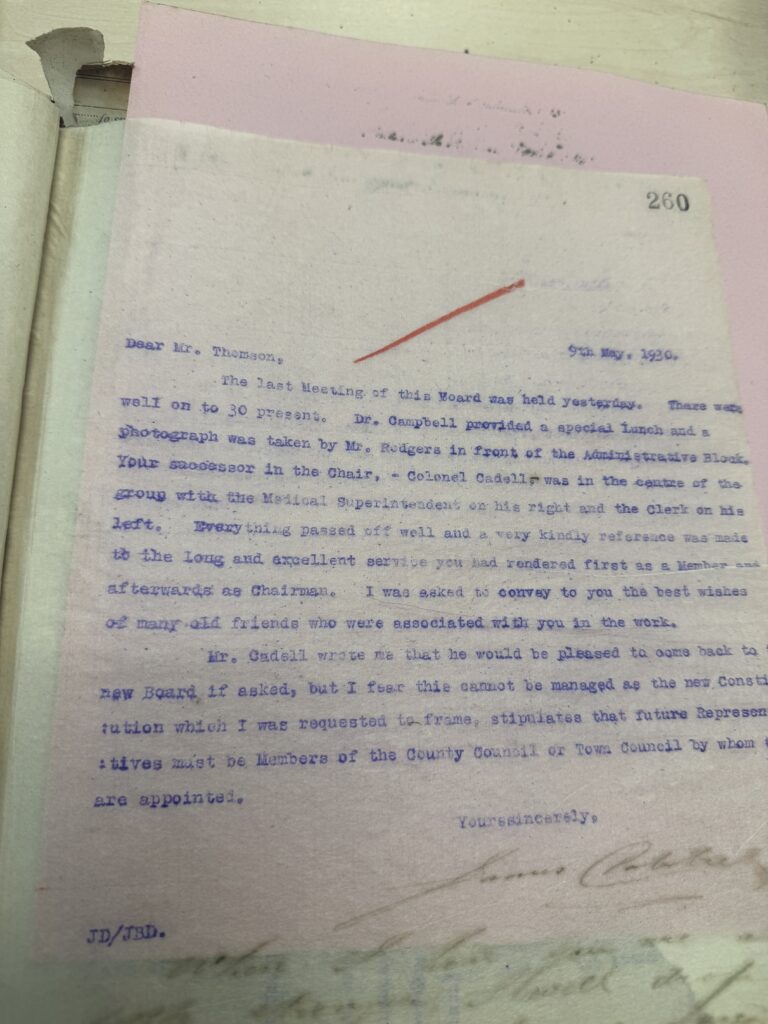 260
Dear Mr. Thomson, 9th May. 1930.
The last Meeting of this Board was held yesterday. There were
well on to 30 present. Dr. Campbell provided a special Lunch and a
photograph was taken by Mr. Rodgers in front of the Administrative Block.
Your successor in the Chair, - Colonel Cadell, was in the centre of the
group with the Medical Superintendent on his right and the Clerk on his
left. Everything passed off well and a very kindly reference was made
to the long and excellent service you had rendered first as a Member and
afterwards as Chairman. I was asked to convey to you the best wishes
of many old friends who were associated with you in the work.
Mr. Cadell wrote me that he would be pleased to come back to
new Board if asked, but I fear this cannot be managed as the new Consti
:tution which I was requested to frame, stipulates that future Represen
:tatives must be Members of the County Council or Town Council by whom
are appointed.
Yourssincerely,
James
JD/JBD.
When I you are